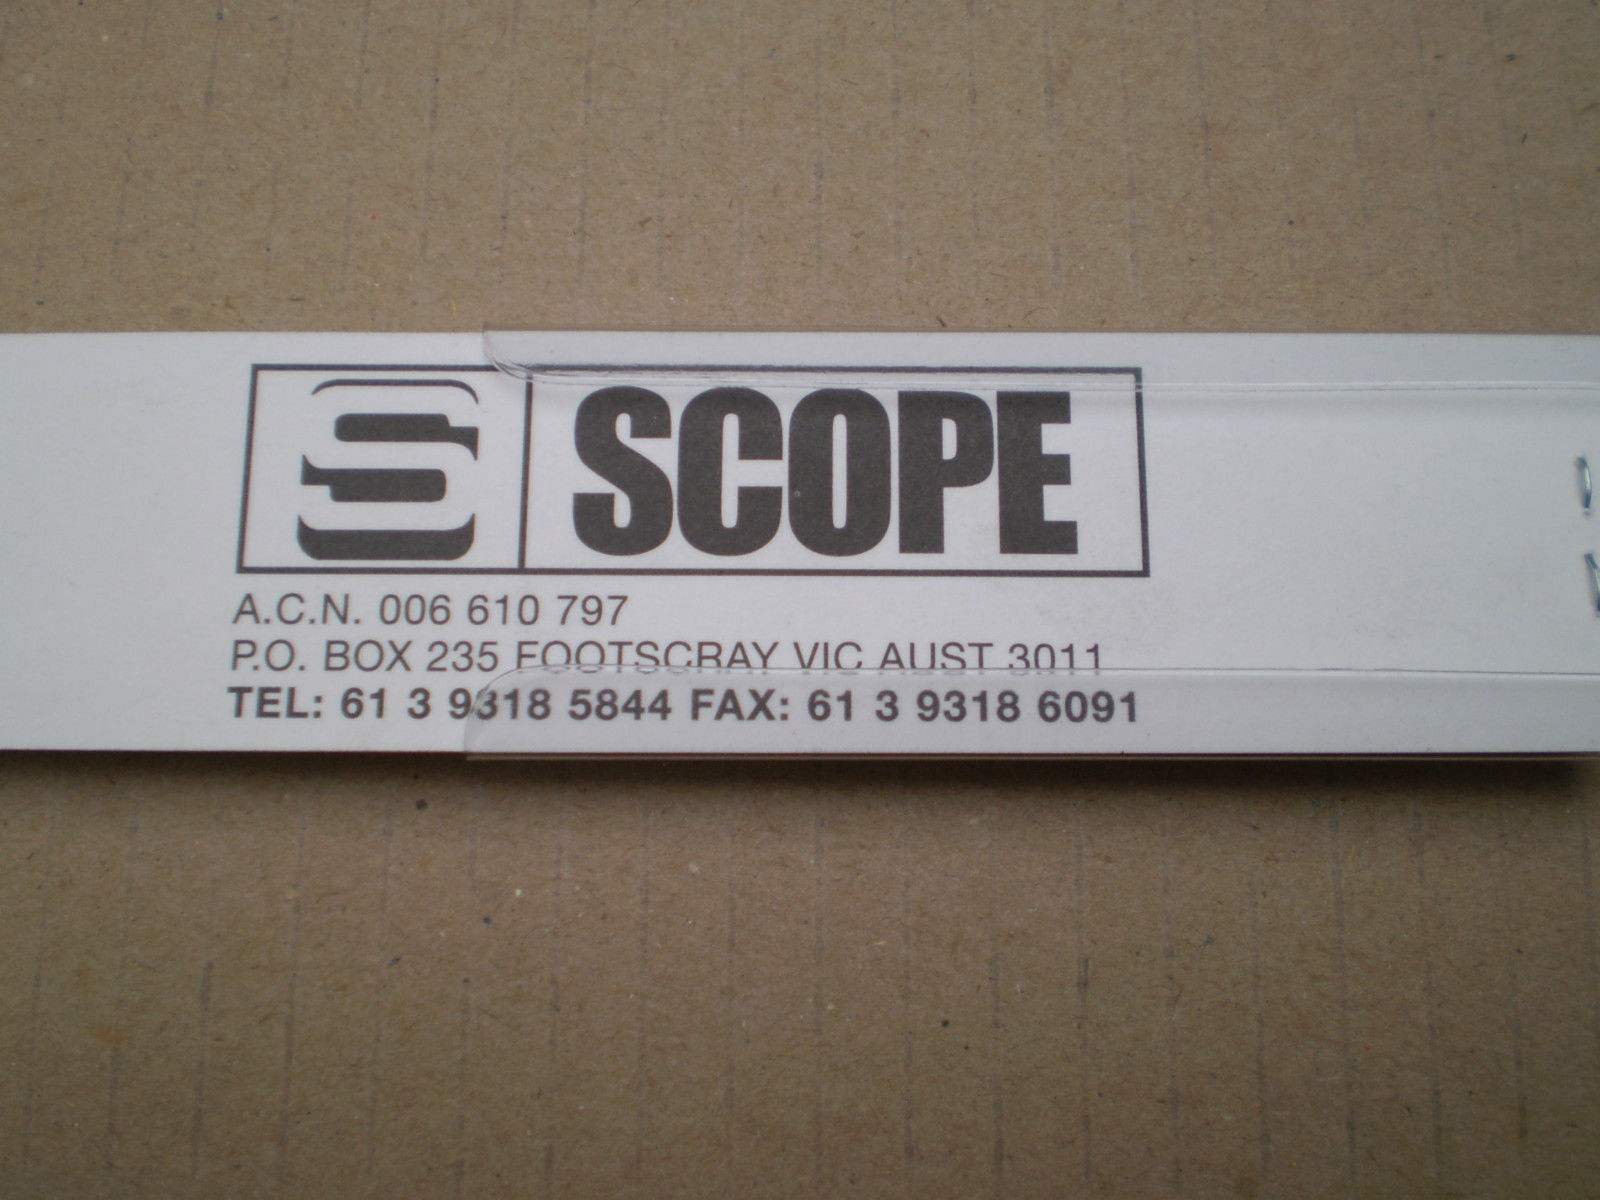 SCOPE
A.C.N. 006 610 797
P.O. BOX 235 FOOTSCRAY VIC AUST 3011
TEL: 61 3 9318 5844 FAX: 61 3 9318 6091